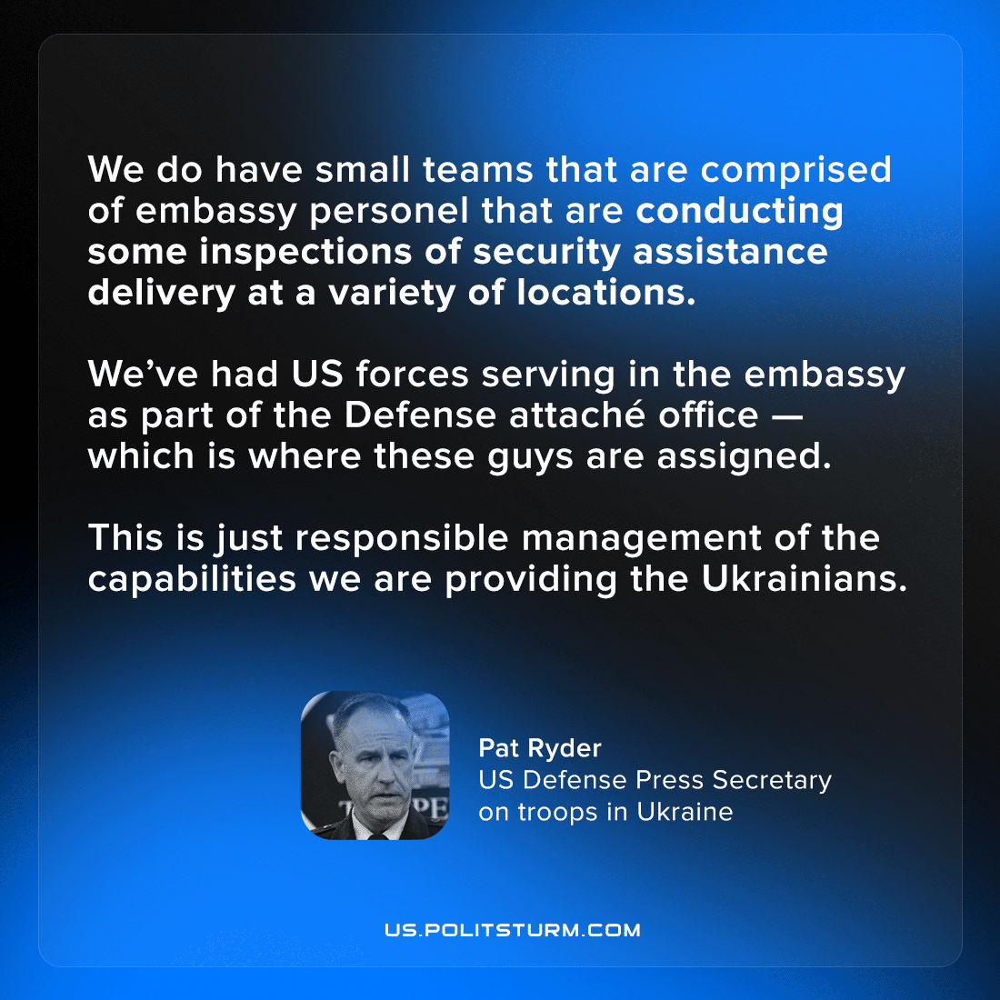 We do have small teams that are comprised
of embassy personel that are conducting
some inspections of security assistance
delivery at a variety of locations.
We’ve had US forces serving in the embassy
as part of the Defense attaché office —
which is where these guys are assigned.
This is just responsible management of the
capabilities we are providing the Ukrainians.
Pat Ryder
US Defense Press Secretary
on troops in Ukraine
US.POLITSTURM.COM